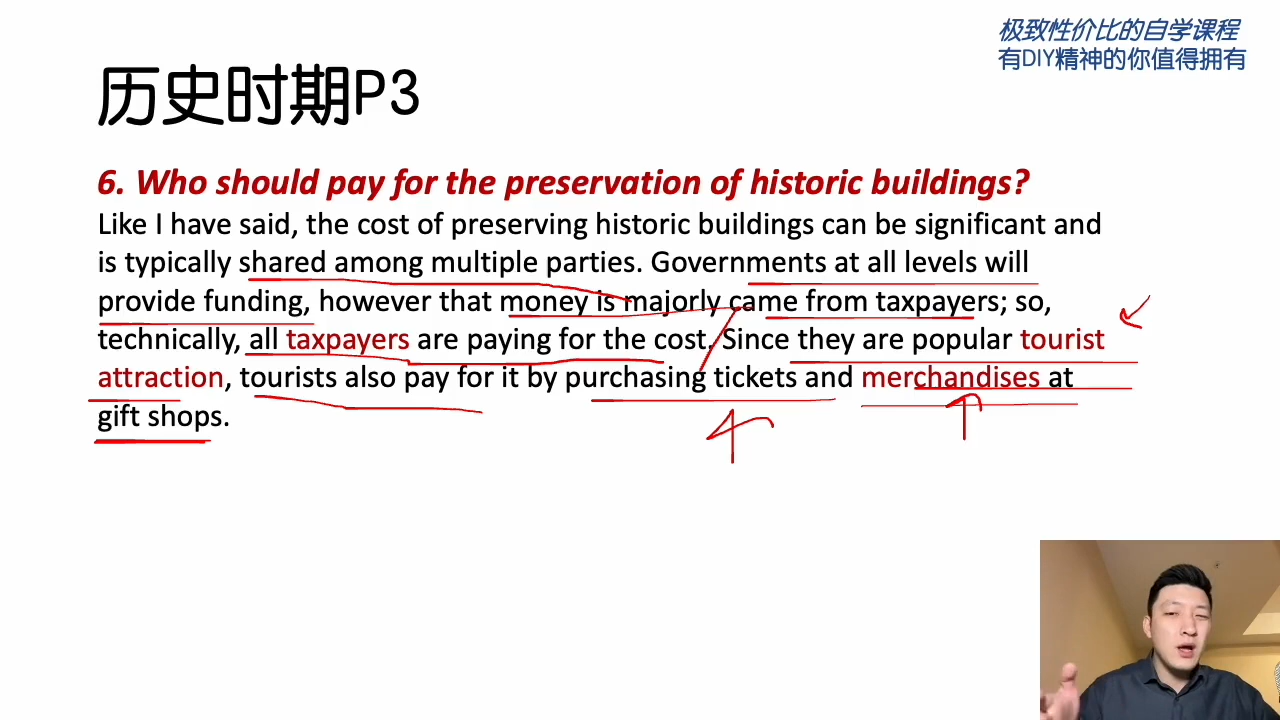 极致性价比的自学课程
有DIY精神的你值得拥有
历史时期P3
6. Who should pay for the preservation of historic buildings?
Like I have said, the cost of preserving historic buildings can be significant and
is typically shared among multiple parties. Governments at all levels will
provide funding, however that money is majorly came from taxpayers; so,
technically, all taxpayers are paying for the cost. Since they are popular tourist
attraction, tourists also pay for it by purchasing tickets and merchandises at
gift shops.